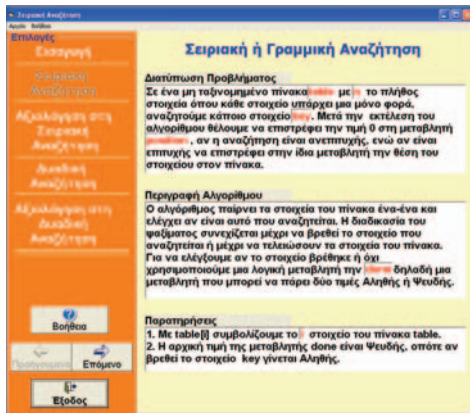 Σειριακή Αναζήτηση
Αρχείο Βοήθεια
Επιλογές
Εισαγωγή
Σειριακή
Αναζήτηση
Αξιολόγηση στη
Σειριακή
Αναζήτηση
Δυαδική
Αναζήτηση
Αξιολόγηση στη
Δυαδική
Αναζήτηση
Βοήθεια
Προηγούμενο Επόμενο
Έξοδος
Σειριακή ή Γραμμική Αναζήτηση
Διατύπωση Προβλήματος
Σε ένα μη ταξινομημένο πίνακα table με n το πλήθος
στοιχεία όπου κάθε στοιχείο υπάρχει μια μόνο φορά,
αναζητούμε κάποιο στοιχείο key. Μετά την εκτέλεση του
αλγορίθμου θέλουμε να επιστρέφει την τιμή 0 στη μεταβλητή
position, αν η αναζήτηση είναι ανεπιτυχής, ενώ αν είναι
επιτυχής να επιστρέφει στην ίδια μεταβλητή την θέση του
στοιχείου στον πίνακα.
Περιγραφή Αλγορίθμου
Ο αλγόριθμος παίρνει τα στοιχεία του πίνακα ένα-ένα και
ελέγχει αν είναι αυτό που αναζητείται. Η διαδικασία του
ψαξίματος συνεχίζεται μέχρι να βρεθεί το στοιχείο που
αναζητείται ή μέχρι να τελειώσουν τα στοιχεία του πίνακα.
Για να ελέγξουμε αν το στοιχείο βρέθηκε ή όχι
χρησιμοποιούμε μια λογική μεταβλητή την done δηλαδή μια
μεταβλητή που μπορεί να πάρει δύο τιμές Αληθής ή Ψευδής.
Παρατηρήσεις
1. Με table[i] συμβολίζουμε το i στοιχείο του πίνακα table.
2. Η αρχική τιμή της μεταβλητής done είναι Ψευδής, οπότε αν
βρεθεί το στοιχείο key γίνεται Αληθής.